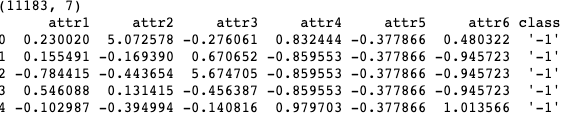 (11183, 7)
attr1 attr2 attr3 attr4 attr5 attr6 class
0 0.230020 5.072578 -0.276061 0.832444 -0.377866 0.480322 '-1'
1 0.155491 -0.169390 0.670652 -0.859553 -0.377866 -0.945723 '-1'
2 -0.784415 -0.443654 5.674705 -0.859553 -0.377866 -0.945723 '-1'
3 0.546088 0.131415 -0.456387 -0.859553 -0.377866 -0.945723 '-1'
4 -0.102987 -0.394994 -0.140816 0.979703 -0.377866 1.013566 '-1'